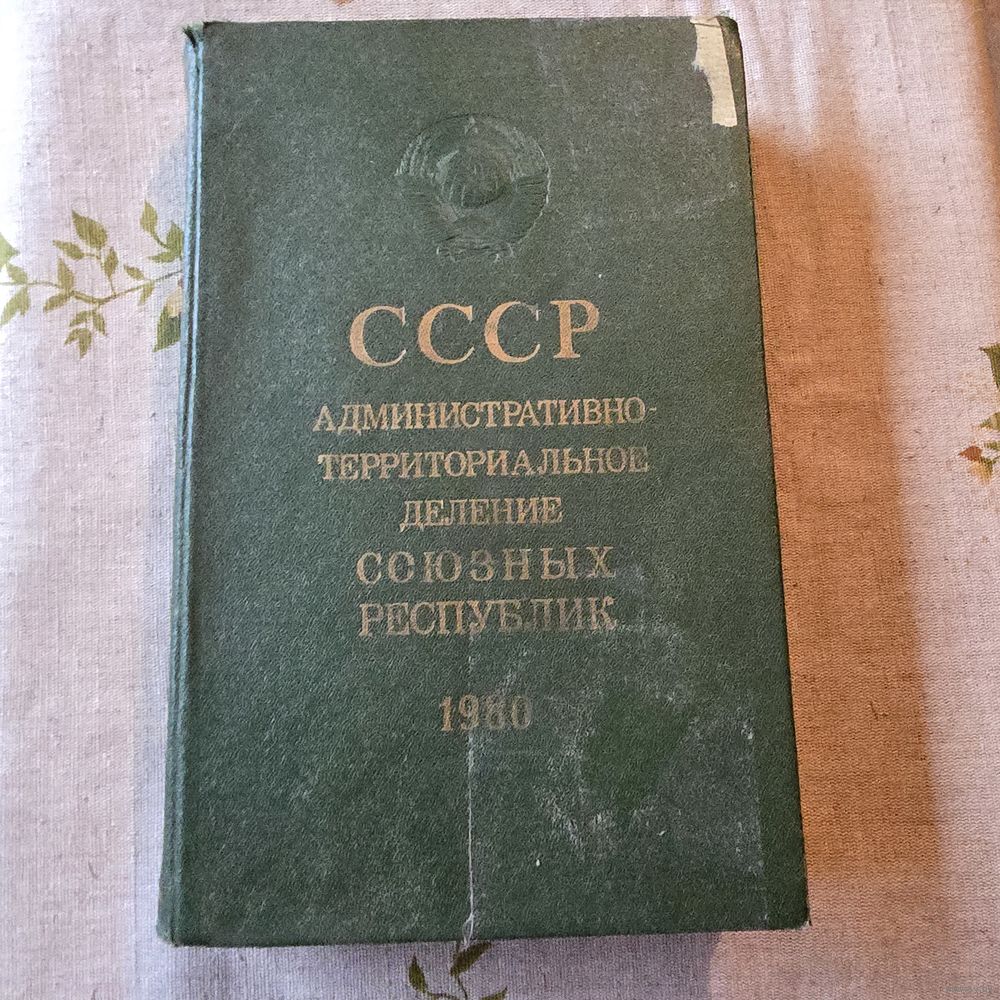 СССР
АДМИНИСТРАТИВНО-
ТЕРРИТОРИАЛЬНОЕ
ДЕЛЕНИЕ
СОЮЗНЫХ
РЕСПУБЛИК
1980